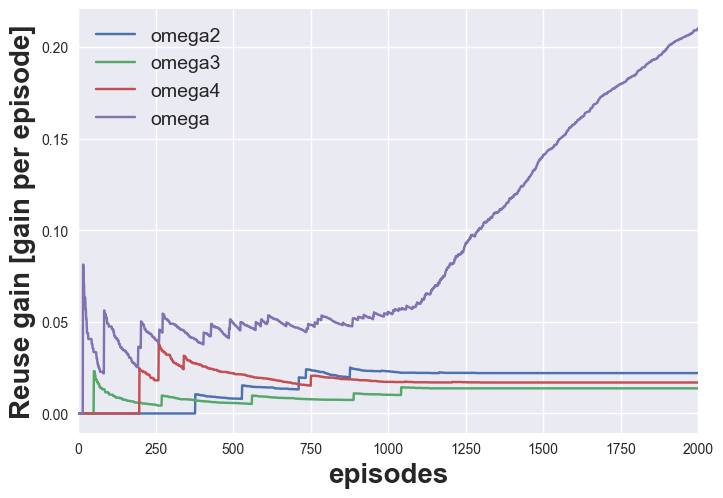 Reuse gain [gain per episode]
omega2
omega3
omega4
omega
0.20
0.15
0.10
0.05
0.00
0 250 500 750 1000 1250 1500 1750 2000
episodes